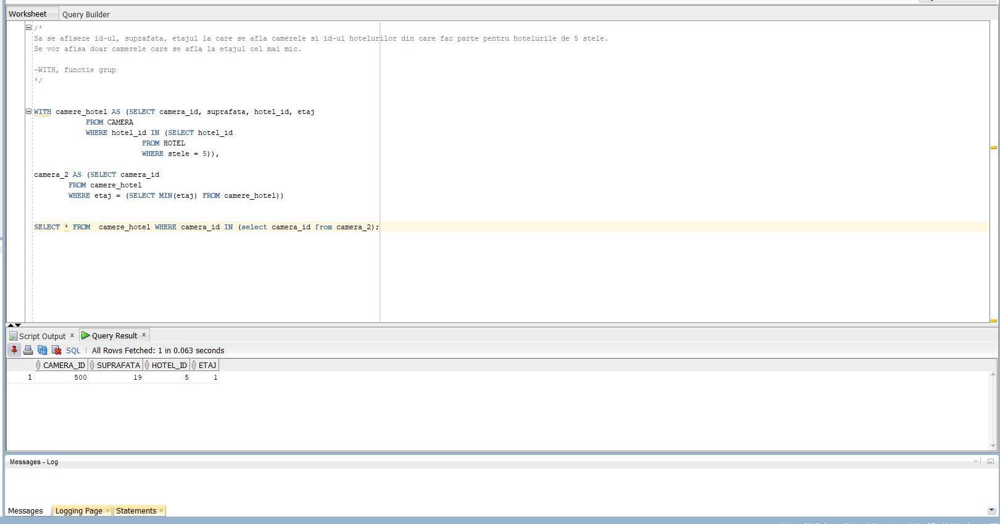 Worksheet Query Builder
/*
Sa se afiseze id-ul, suprafata, etajul la care se afla camerele si id-ul hotelurilor din care fac parte pentru hotelurile de 5 stele.
Se vor afisa doar camerele care se afla la etajul cel mai mic.
-WITH, functie grup
*/
WITH camere_hotel AS (SELECT camera_id, suprafata, hotel_id, etaj
FROM CAMERA
WHERE hotel_id IN (SELECT hotel_id
FROM HOTEL
WHERE stele = 5)),
camera_2 AS (SELECT camera_id
FROM camere_hotel
WHERE etaj = (SELECT MIN(etaj) FROM camere_hotel))
SELECT * FROM  camere_hotel WHERE camera_id IN (select camera_id from camera_2);
Script Output x Query Result x
SQL | All Rows Fetched: 1 in 0.063 seconds
CAMERA_ID SUPRAFATA HOTEL_ID ETAJ
1 500 19 5 1
Messages - Log
Messages Logging Page x Statements x